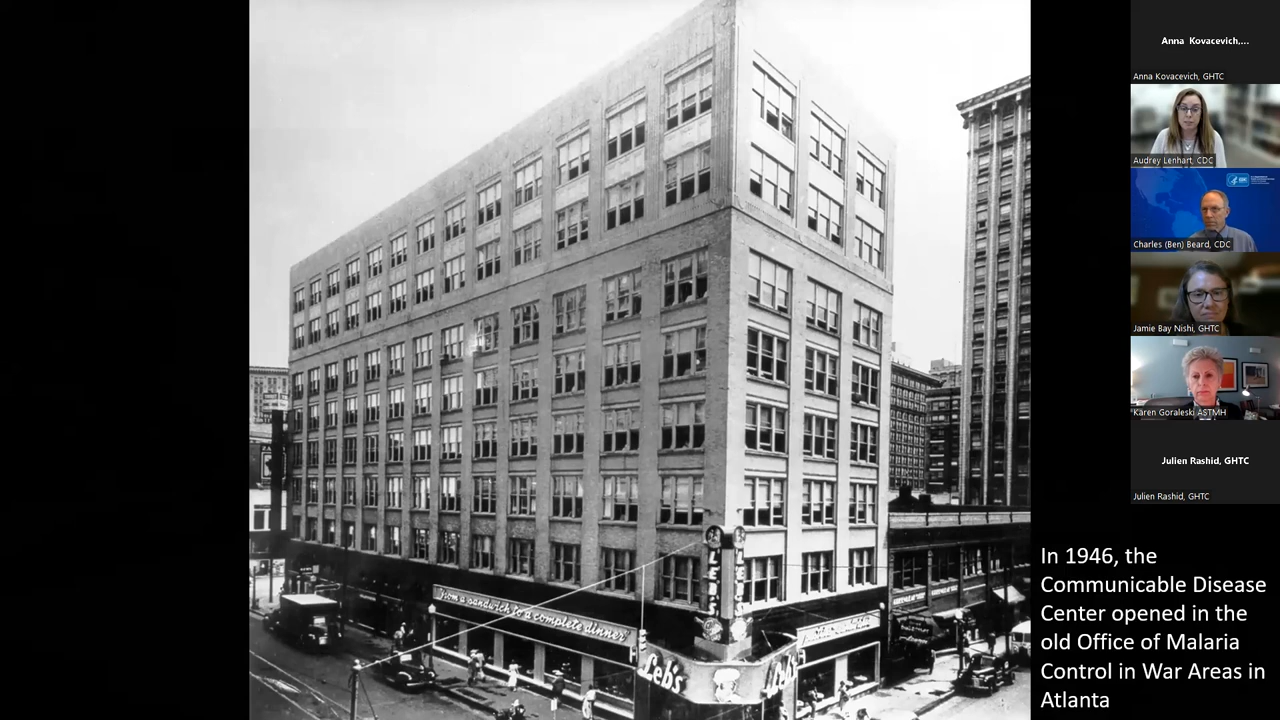 Anna Kovacevich,...
Anna Kovacevich, GHTC
Audrey Lenhart, CDC
CDC
Charles (Ben) Beard, CDC
Jamie Bay Nishi, GHTC
Karen Goraleski ASTMH
Julien Rashid, GHTC
Julien Rashid, GHTC
from a sandwich to a complete dinner
LEB'S
LEB'S
Leb's
Leb's
In 1946, the
Communicable Disease
Center opened in the
old Office of Malaria
Control in War Areas in
Atlanta